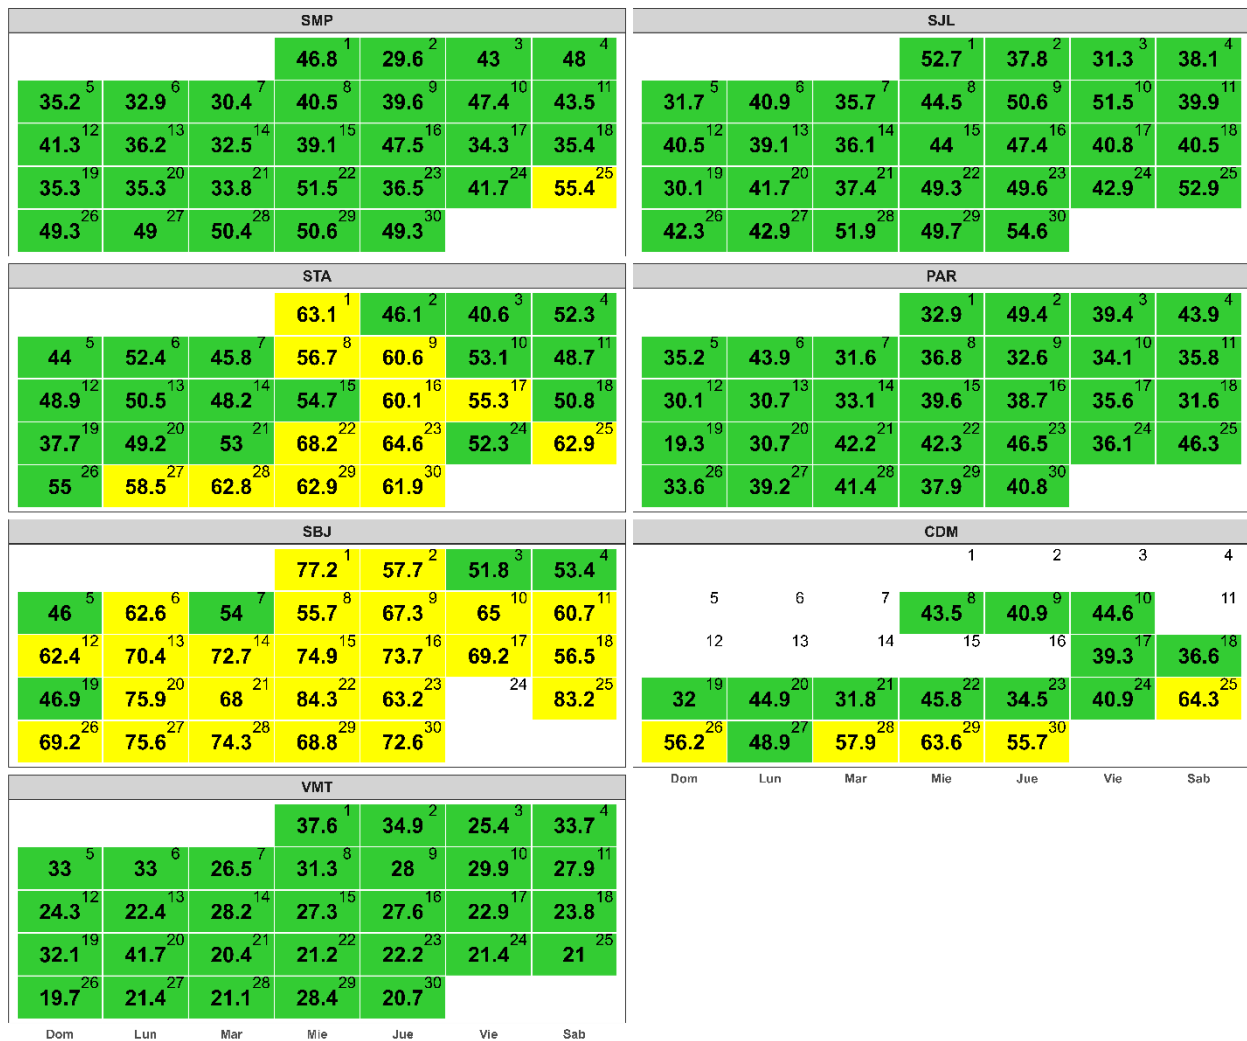 SMP
1 2 3 4
46.8 29.6 43 48
5 6 7 8 9 10 11
35.2 32.9 30.4 40.5 39.6 47.4 43.5
12 13 14 15 16 17 18
41.3 36.2 32.5 39.1 47.5 34.3 35.4
19 20 21 22 23 24 25
35.3 35.3 33.8 51.5 36.5 41.7 55.4
26 27 28 29 30
49.3 49 50.4 50.6 49.3
SJL
1 2 3 4
52.7 37.8 31.3 38.1
5 6 7 8 9 10 11
31.7 40.9 35.7 44.5 50.6 51.5 39.9
12 13 14 15 16 17 18
40.5 39.1 36.1 44 47.4 40.8 40.5
19 20 21 22 23 24 25
30.1 41.7 37.4 49.3 49.6 42.9 52.9
26 27 28 29 30
42.3 42.9 51.9 49.7 54.6
STA
1 2 3 4
63.1 46.1 40.6 52.3
5 6 7 8 9 10 11
44 52.4 45.8 56.7 60.6 53.1 48.7
12 13 14 15 16 17 18
48.9 50.5 48.2 54.7 60.1 55.3 50.8
19 20 21 22 23 24 25
37.7 49.2 53 68.2 64.6 52.3 62.9
26 27 28 29 30
55 58.5 62.8 62.9 61.9
PAR
1 2 3 4
32.9 49.4 39.4 43.9
5 6 7 8 9 10 11
35.2 43.9 31.6 36.8 32.6 34.1 35.8
12 13 14 15 16 17 18
30.1 30.7 33.1 39.6 38.7 35.6 31.6
19 20 21 22 23 24 25
19.3 30.7 42.2 42.3 46.5 36.1 46.3
26 27 28 29 30
33.6 39.2 41.4 37.9 40.8
SBJ
1 2 3 4
77.2 57.7 51.8 53.4
5 6 7 8 9 10 11
46 62.6 54 55.7 67.3 65 60.7
12 13 14 15 16 17 18
62.4 70.4 72.7 74.9 73.7 69.2 56.5
19 20 21 22 23 24 25
46.9 75.9 68 84.3 63.2 83.2
26 27 28 29 30
69.2 75.6 74.3 68.8 72.6
CDM
1 2 3 4
5 6 7 8 9 10 11
43.5 40.9 44.6
12 13 14 15 16 17 18
39.3 36.6
19 20 21 22 23 24 25
32 44.9 31.8 45.8 34.5 40.9 64.3
26 27 28 29 30
56.2 48.9 57.9 63.6 55.7
Dom Lun Mar Mie Jue Vie Sab
VMT
1 2 3 4
37.6 34.9 25.4 33.7
5 6 7 8 9 10 11
33 33 26.5 31.3 28 29.9 27.9
12 13 14 15 16 17 18
24.3 22.4 28.2 27.3 27.6 22.9 23.8
19 20 21 22 23 24 25
32.1 41.7 20.4 21.2 22.2 21.4 21
26 27 28 29 30
19.7 21.4 21.1 28.4 20.7
Dom Lun Mar Mie Jue Vie Sab